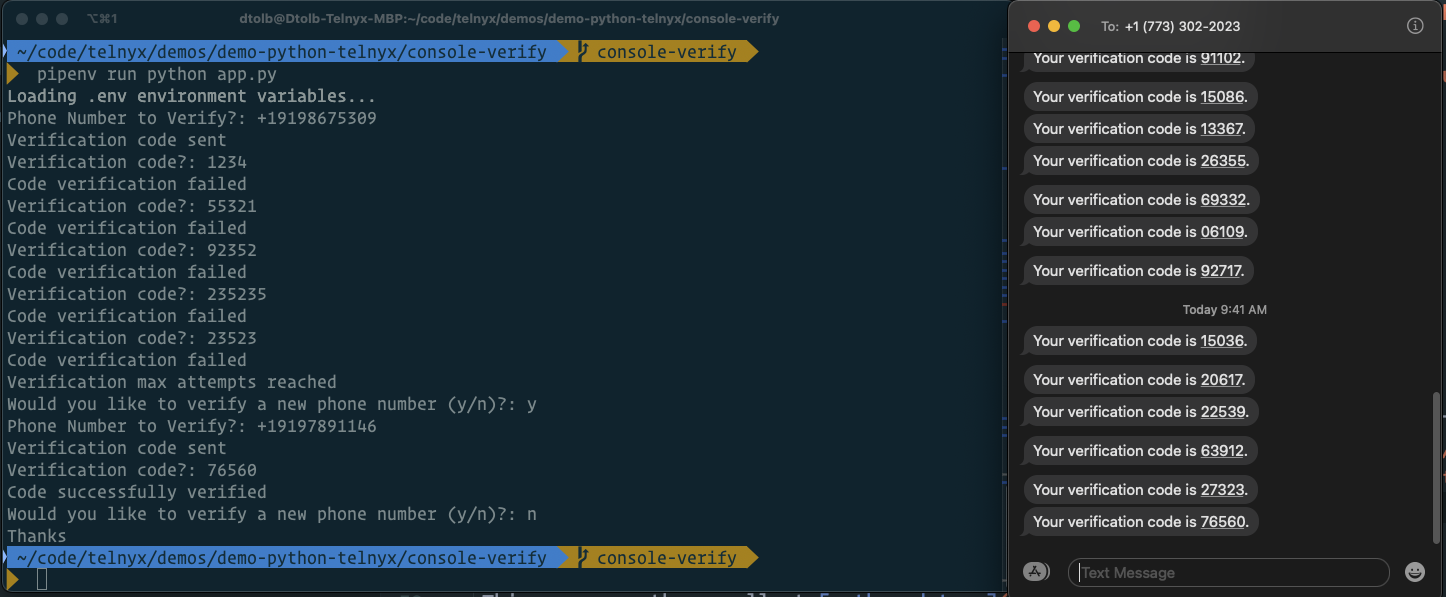 ⌥⌘1
dtolb@Dtolb-Telnyx-MBP:~/code/telnyx/demos/demo-python-telnyx/console-verify
~/code/telnyx/demos/demo-python-telnyx/console-verify console-verify
pipenv run python app.py
Loading .env environment variables...
Phone Number to Verify?: +19198675309
Verification code sent
Verification code?: 1234
Code verification failed
Verification code?: 55321
Code verification failed
Verification code?: 92352
Code verification failed
Verification code?: 235235
Code verification failed
Verification code?: 23523
Code verification failed
Verification max attempts reached
Would you like to verify a new phone number (y/n)?: y
Phone Number to Verify?: +19197891146
Verification code sent
Verification code?: 76560
Code successfully verified
Would you like to verify a new phone number (y/n)?: n
Thanks
~/code/telnyx/demos/demo-python-telnyx/console-verify console-verify
To: +1 (773) 302-2023
Your verification code is 91102.
Your verification code is 15086.
Your verification code is 13367.
Your verification code is 26355.
Your verification code is 69332.
Your verification code is 06109.
Your verification code is 92717.
Today 9:41 AM
Your verification code is 15036.
Your verification code is 20617.
Your verification code is 22539.
Your verification code is 63912.
Your verification code is 27323.
Your verification code is 76560.
Text Message